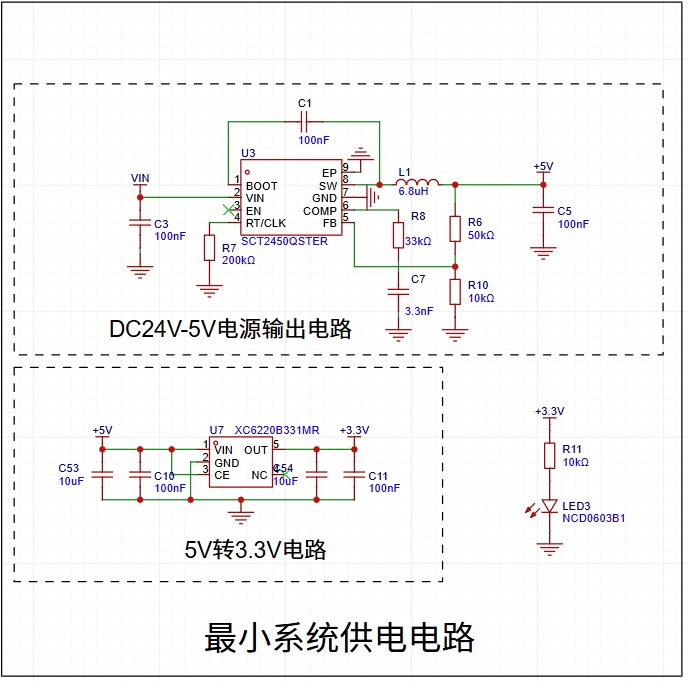 C1
100nF
U3
1
BOOT
2
VIN
3
EN
4
RT/CLK
EP
9
SW
8
GND
7
COMP
6
FB
5
SCT2450QSTER
VIN
C3
100nF
R7
200kΩ
L1
6.8uH
R8
33kΩ
C7
3.3nF
R6
50kΩ
R10
10kΩ
+5V
C5
100nF
DC24V-5V电源输出电路
+5V
C53
10uF
C10
100nF
U7
XC6220B331MR
1
VIN
2
GND
3
CE
OUT
5
NC
4
C54
10uF
+3.3V
C11
100nF
5V转3.3V电路
+3.3V
R11
10kΩ
LED3
NCD0603B1
最小系统供电电路